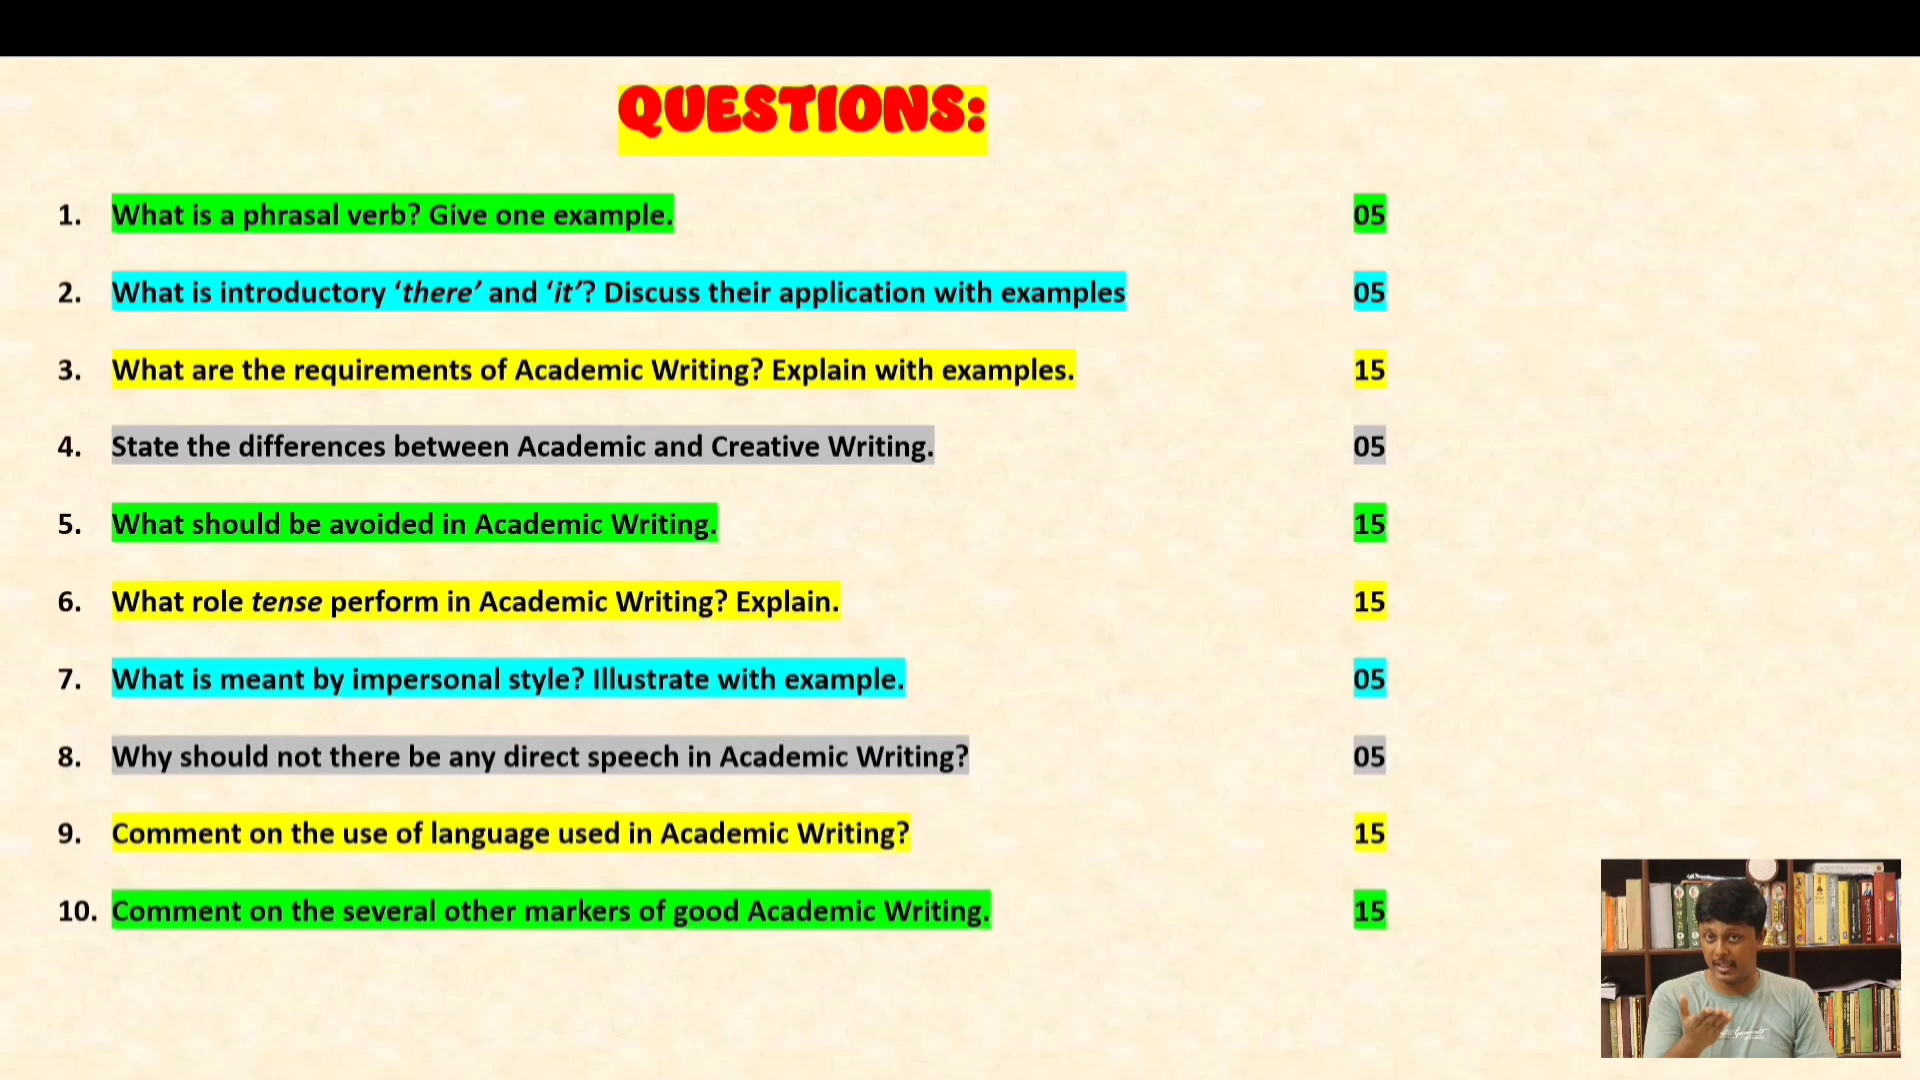 QUESTIONS:
1. What is a phrasal verb? Give one example. 05
2. What is introductory ‘there’ and ‘it’? Discuss their application with examples 05
3. What are the requirements of Academic Writing? Explain with examples. 15
4. State the differences between Academic and Creative Writing. 05
5. What should be avoided in Academic Writing. 15
6. What role tense perform in Academic Writing? Explain. 15
7. What is meant by impersonal style? Illustrate with example. 05
8. Why should not there be any direct speech in Academic Writing? 05
9. Comment on the use of language used in Academic Writing? 15
10. Comment on the several other markers of good Academic Writing. 15